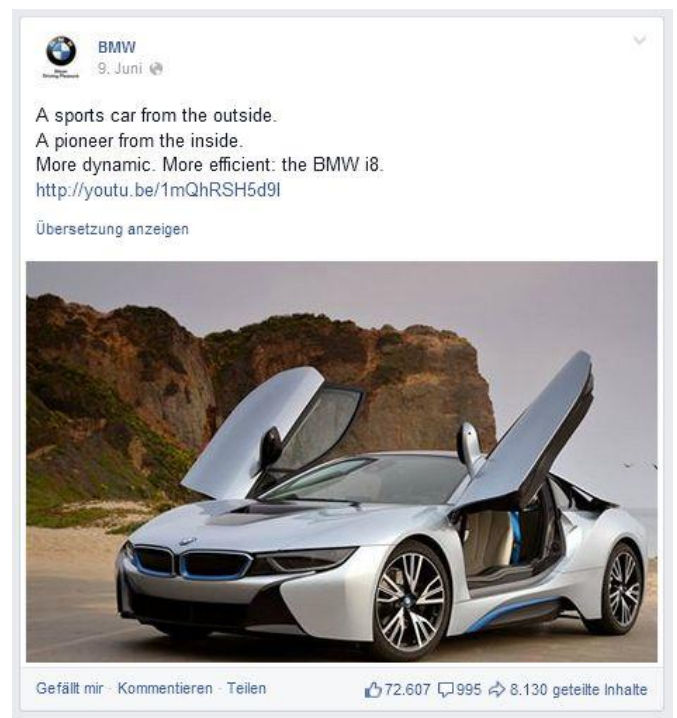 BMW
9. Juni
A sports car from the outside.
A pioneer from the inside.
More dynamic. More efficient: the BMW i8.
http://youtu.be/1mQhRSH5d9I
Übersetzung anzeigen
Gefällt mir · Kommentieren · Teilen 72.607 995 8.130 geteilte Inhalte